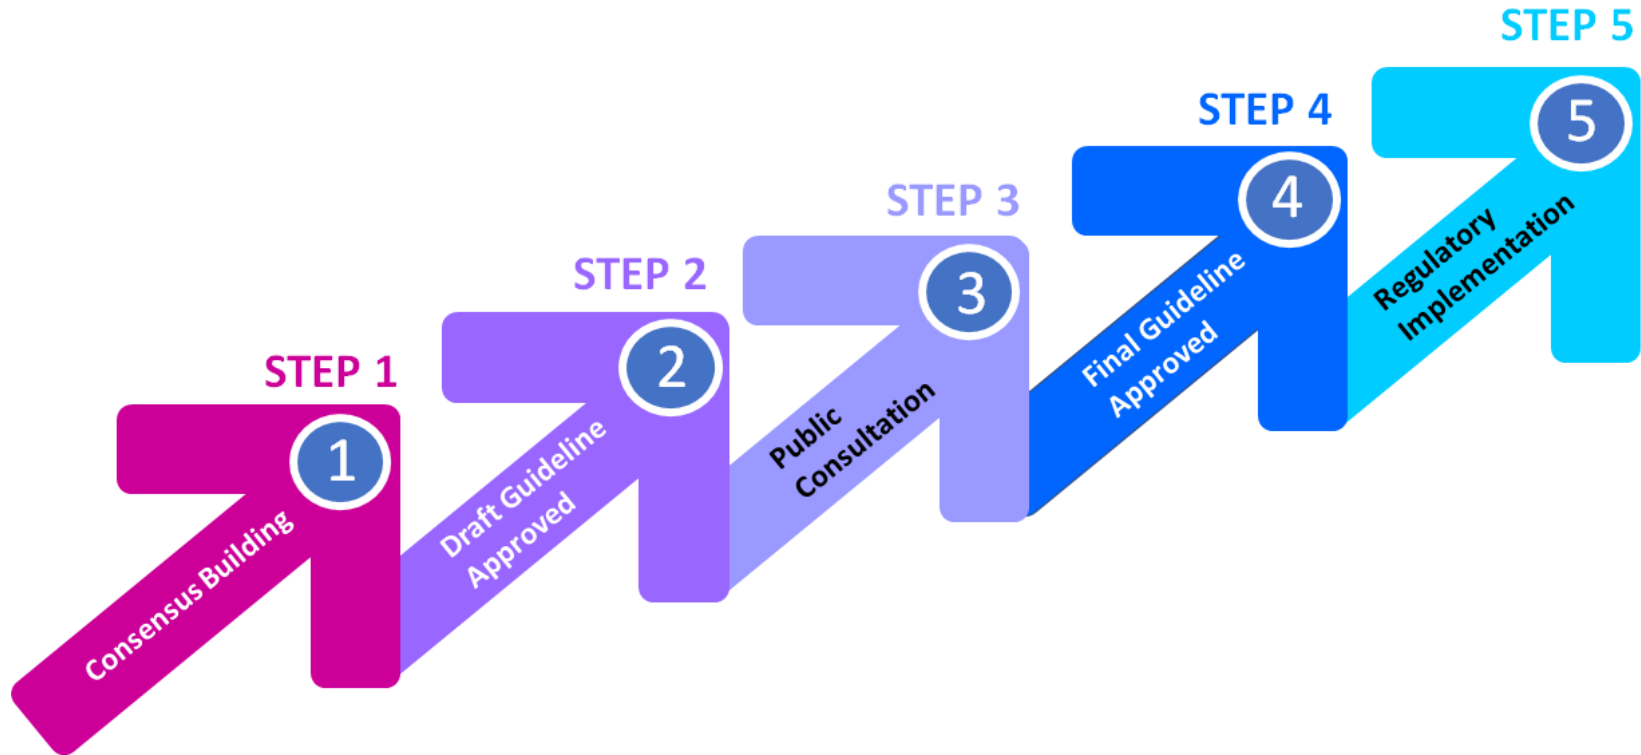 STEP 1
1
Consensus Building
STEP 2
2
Draft Guideline
Approved
STEP 3
3
Public
Consultation
STEP 4
4
Final Guideline
Approved
STEP 5
5
Regulatory
Implementation